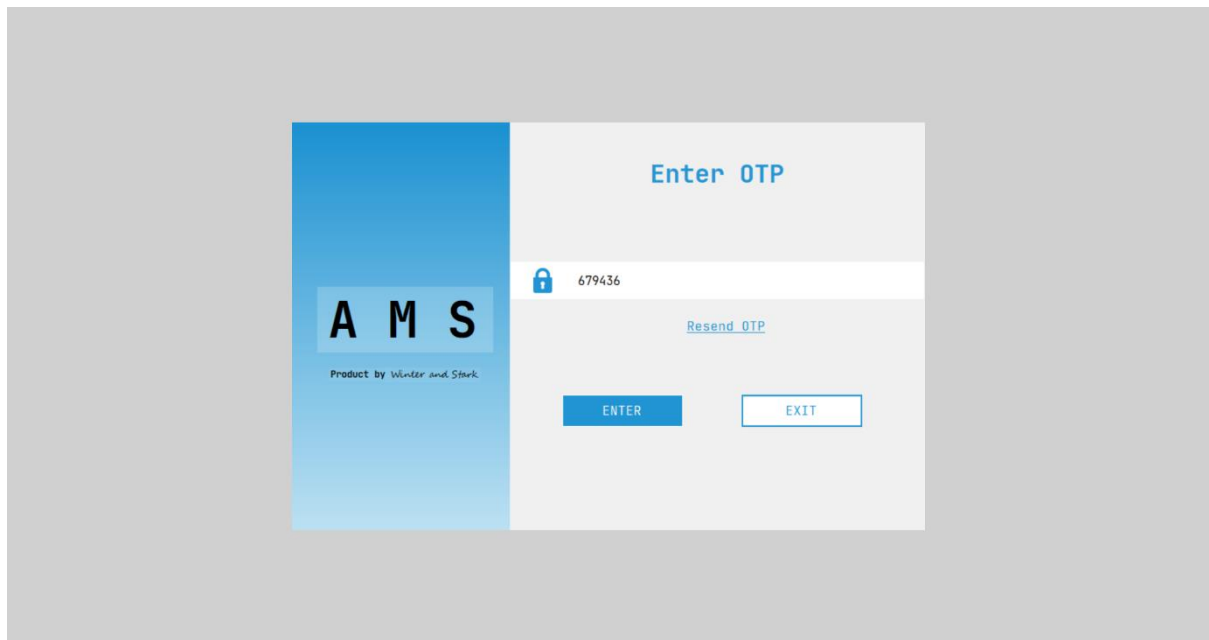 A M S
Product by Winter and Stark
Enter OTP
679436
Resend OTP
ENTER
EXIT